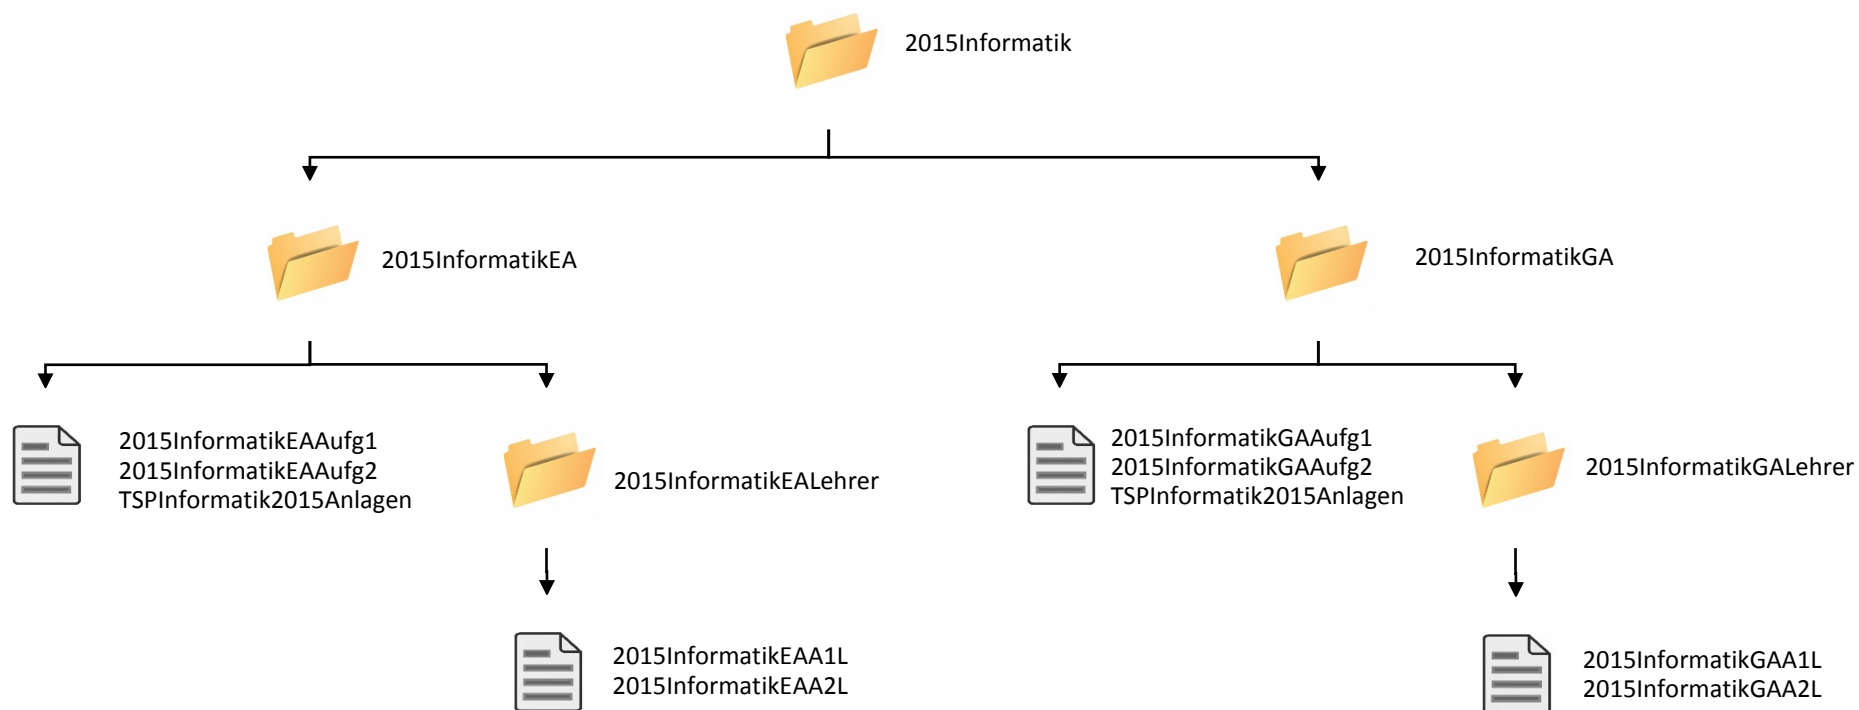 2015Informatik
2015InformatikEA
2015InformatikGA
2015InformatikEAAufg1
2015InformatikEAAufg2
TSPInformatik2015Anlagen
2015InformatikEALehrer
2015InformatikGAAufg1
2015InformatikGAAufg2
TSPInformatik2015Anlagen
2015InformatikGALehrer
2015InformatikEAA1L
2015InformatikEAA2L
2015InformatikGAA1L
2015InformatikGAA2L